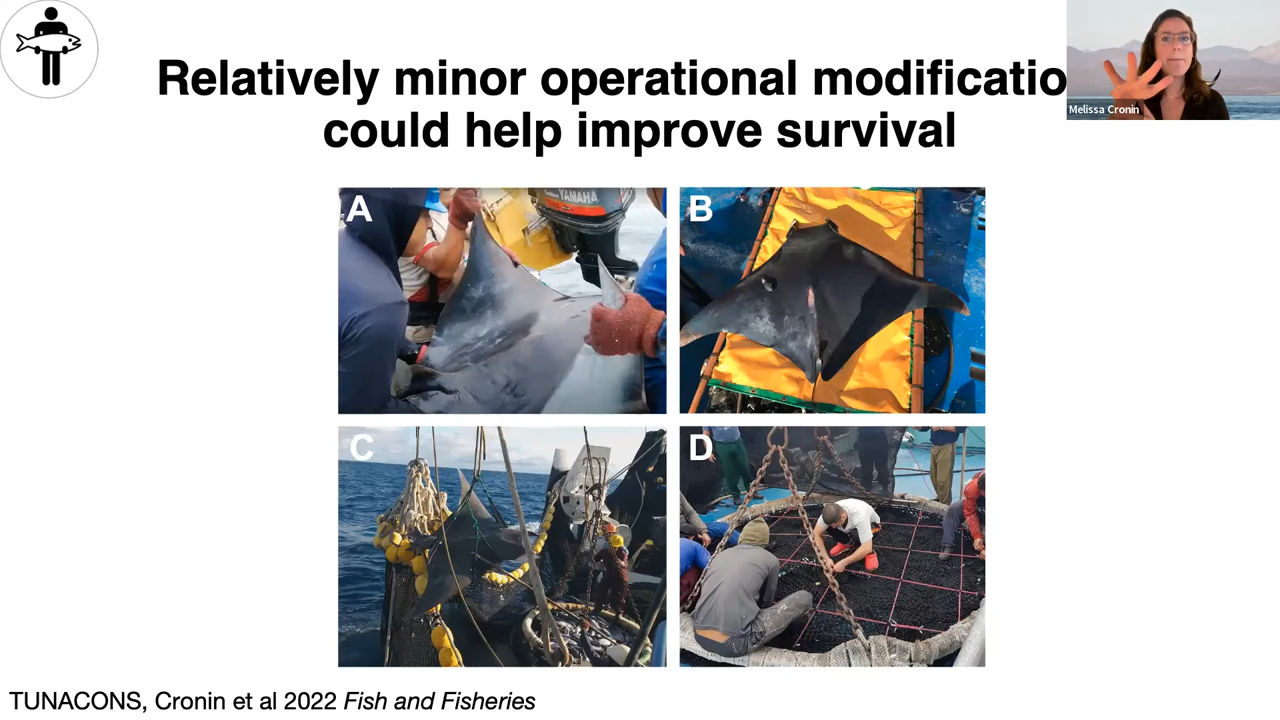 Relatively minor operational modificatio
could help improve survival
Melissa Cronin
A
YAMAHA
B
C
D
TUNACONS, Cronin et al 2022 Fish and Fisheries